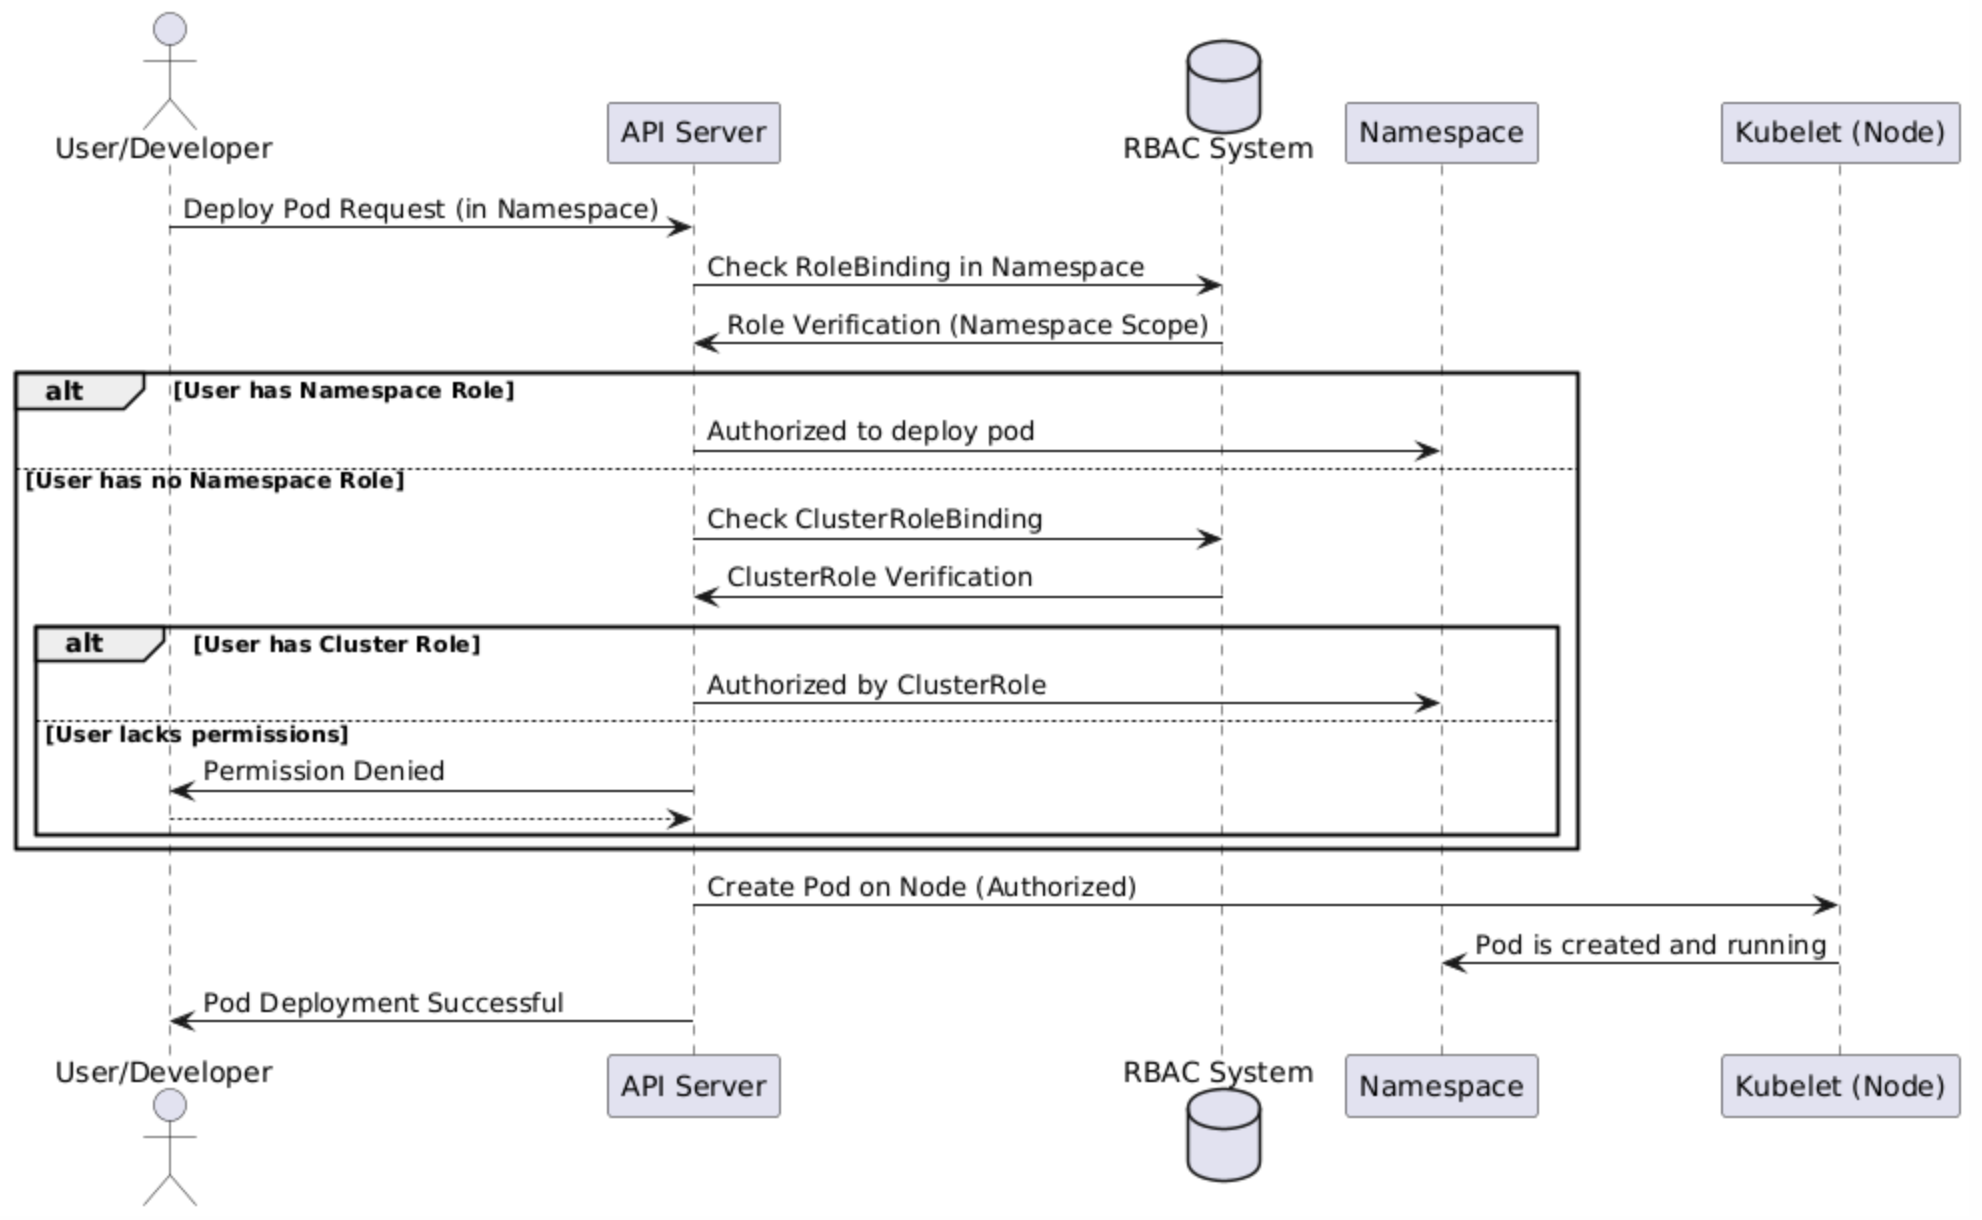 User/Developer
API Server
RBAC System
Namespace
Kubelet (Node)
Deploy Pod Request (in Namespace)
Check RoleBinding in Namespace
Role Verification (Namespace Scope)
alt
[User has Namespace Role]
Authorized to deploy pod
[User has no Namespace Role]
Check ClusterRoleBinding
ClusterRole Verification
alt
[User has Cluster Role]
Authorized by ClusterRole
[User lacks permissions]
Permission Denied
Create Pod on Node (Authorized)
Pod is created and running
Pod Deployment Successful
User/Developer
API Server
RBAC System
Namespace
Kubelet (Node)